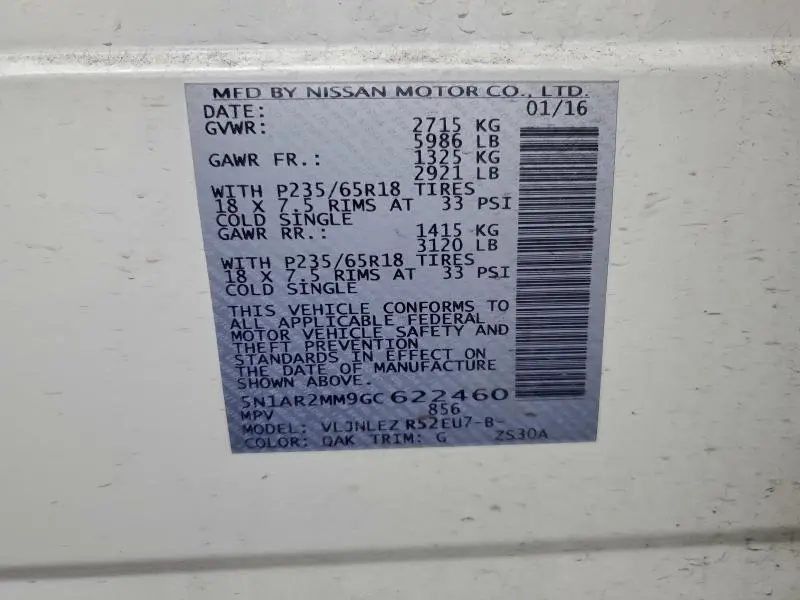 MFD BY NISSAN MOTOR CO., LTD.
DATE: 01/16
GVWR: 2715 KG
5986 LB
GAWR FR.: 1325 KG
2921 LB
WITH P235/65R18 TIRES
18 X 7.5 RIMS AT 33 PSI
COLD SINGLE
GAWR RR.: 1415 KG
3120 LB
WITH P235/65R18 TIRES
18 X 7.5 RIMS AT 33 PSI
COLD SINGLE
THIS VEHICLE CONFORMS TO
ALL APPLICABLE FEDERAL
MOTOR VEHICLE SAFETY AND
THEFT PREVENTION
STANDARDS IN EFFECT ON
THE DATE OF MANUFACTURE
SHOWN ABOVE.
5N1AR2MM9GC622460
MPV 856
MODEL: VLJNLEZ R52EU7-B-
COLOR: QAK TRIM: G ZS30A